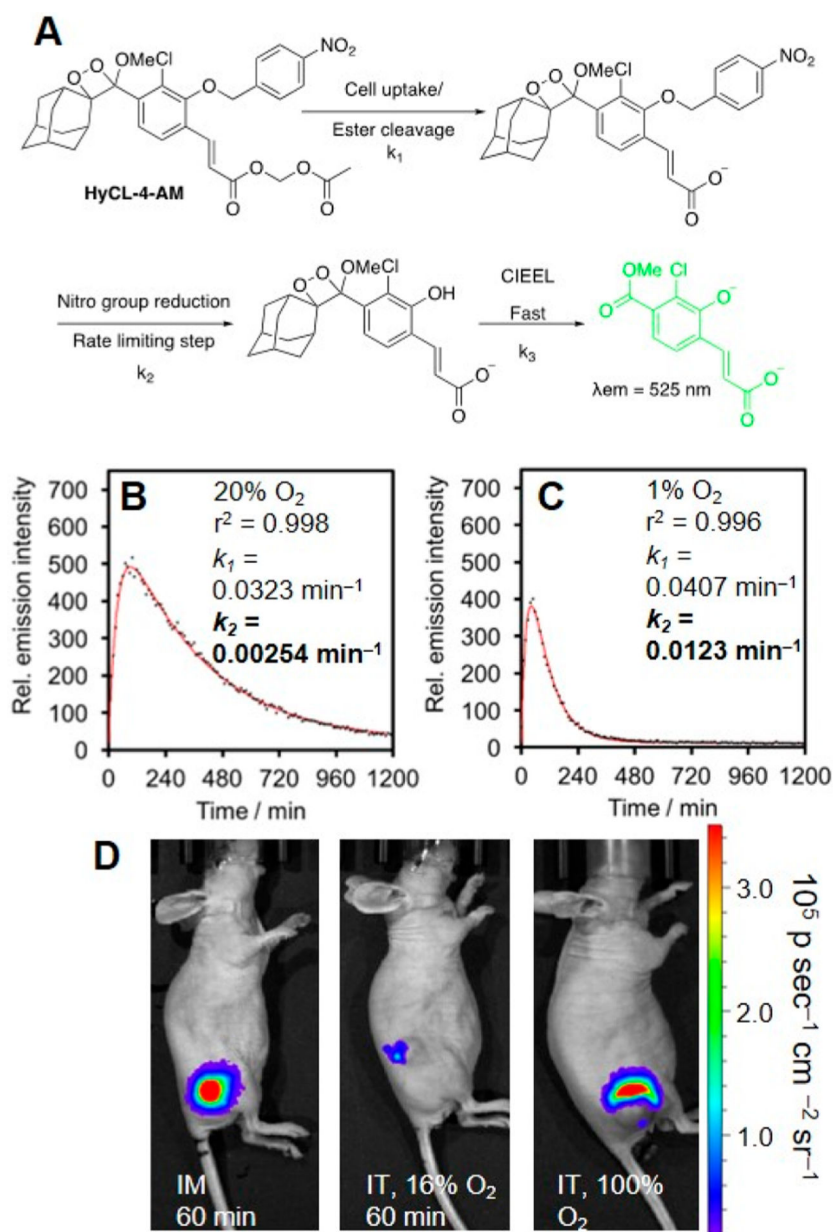 A
NO₂
OMe
Cl
O
O
O
HyCL-4-AM
O
O
O
Cell uptake/
Ester cleavage
k₁
NO₂
OMe
Cl
O
O
O
O⁻
O
Nitro group reduction
Rate limiting step
k₂
OMe
Cl
O
O
OH
O⁻
O
CIEEL
Fast
k₃
OMe
Cl
O
O⁻
O⁻
O
λem = 525 nm
B
20% O₂
r² = 0.998
k₁ =
0.0323 min⁻¹
k₂ =
0.00254 min⁻¹
Rel. emission intensity
700
600
500
400
300
200
100
0
0 240 480 720 960 1200
Time / min
C
1% O₂
r² = 0.996
k₁ =
0.0407 min⁻¹
k₂ =
0.0123 min⁻¹
Rel. emission intensity
700
600
500
400
300
200
100
0
0 240 480 720 960 1200
Time / min
D
IM
60 min
IT, 16% O₂
60 min
IT, 100%
O₂
3.0
2.0
1.0
10⁵ p sec⁻¹ cm ⁻² sr⁻¹